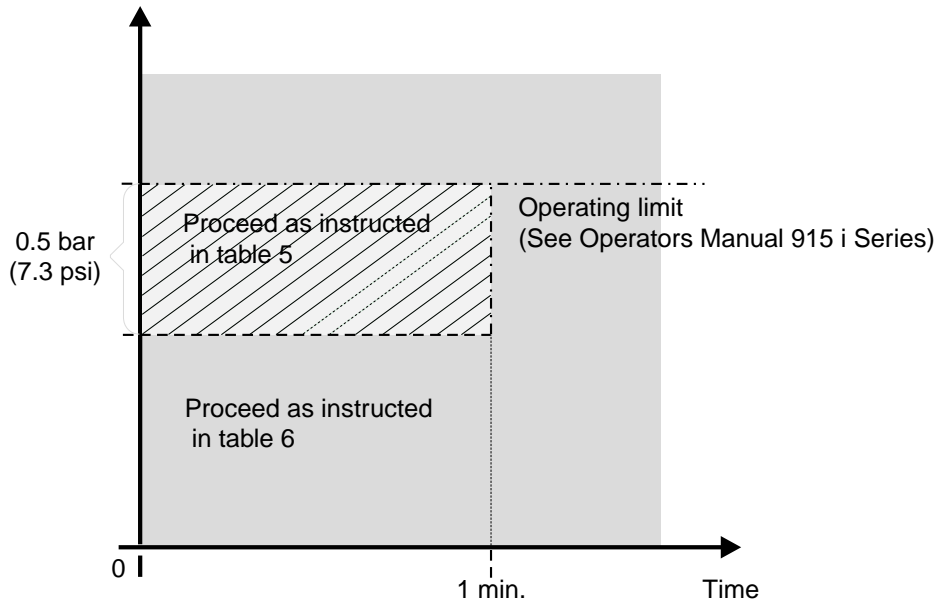 Proceed as instructed
in table 5
Operating limit
(See Operators Manual 915 i Series)
0.5 bar
(7.3 psi)
Proceed as instructed
in table 6
0
1 min.
Time